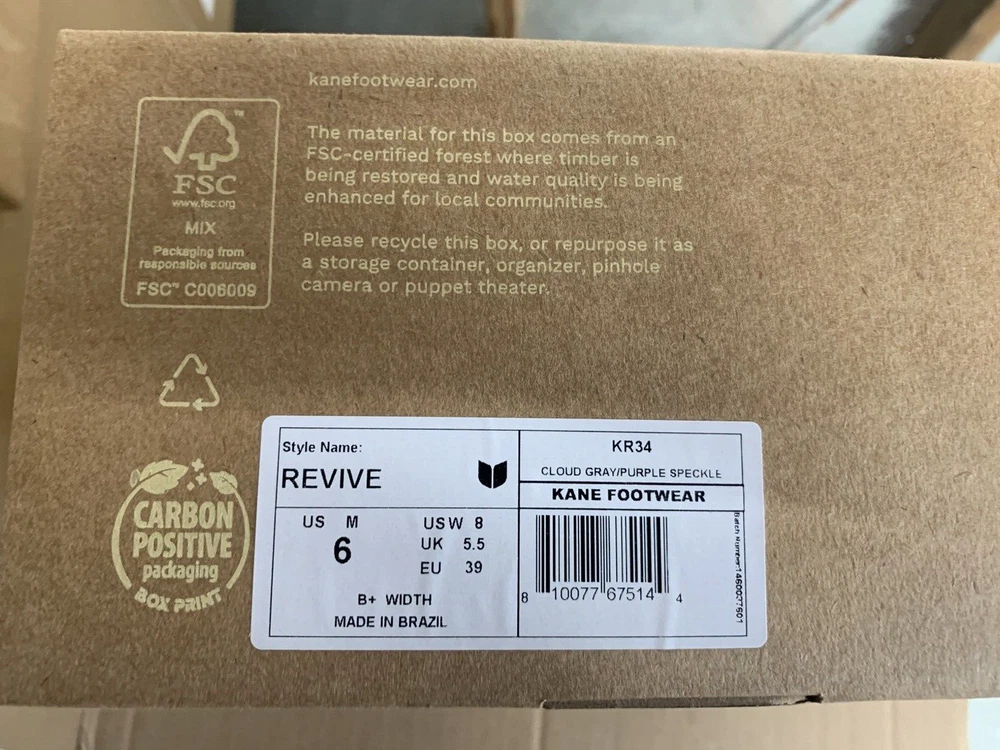 kanefootwear.com
The material for this box comes from an
FSC-certified forest where timber is
being restored and water quality is being
enhanced for local communities.
Please recycle this box, or repurpose it as
a storage container, organizer, pinhole
camera or puppet theater.
FSC
www.fsc.org
MIX
Packaging from
responsible sources
FSC™ C006009
CARBON
POSITIVE
packaging
BOX PRINT
Style Name:
REVIVE
US M
6
USW 8
UK 5.5
EU 39
B+ WIDTH
MADE IN BRAZIL
KR34
CLOUD GRAY/PURPLE SPECKLE
KANE FOOTWEAR
8 10077 67514 4
Batch Number:1460037601